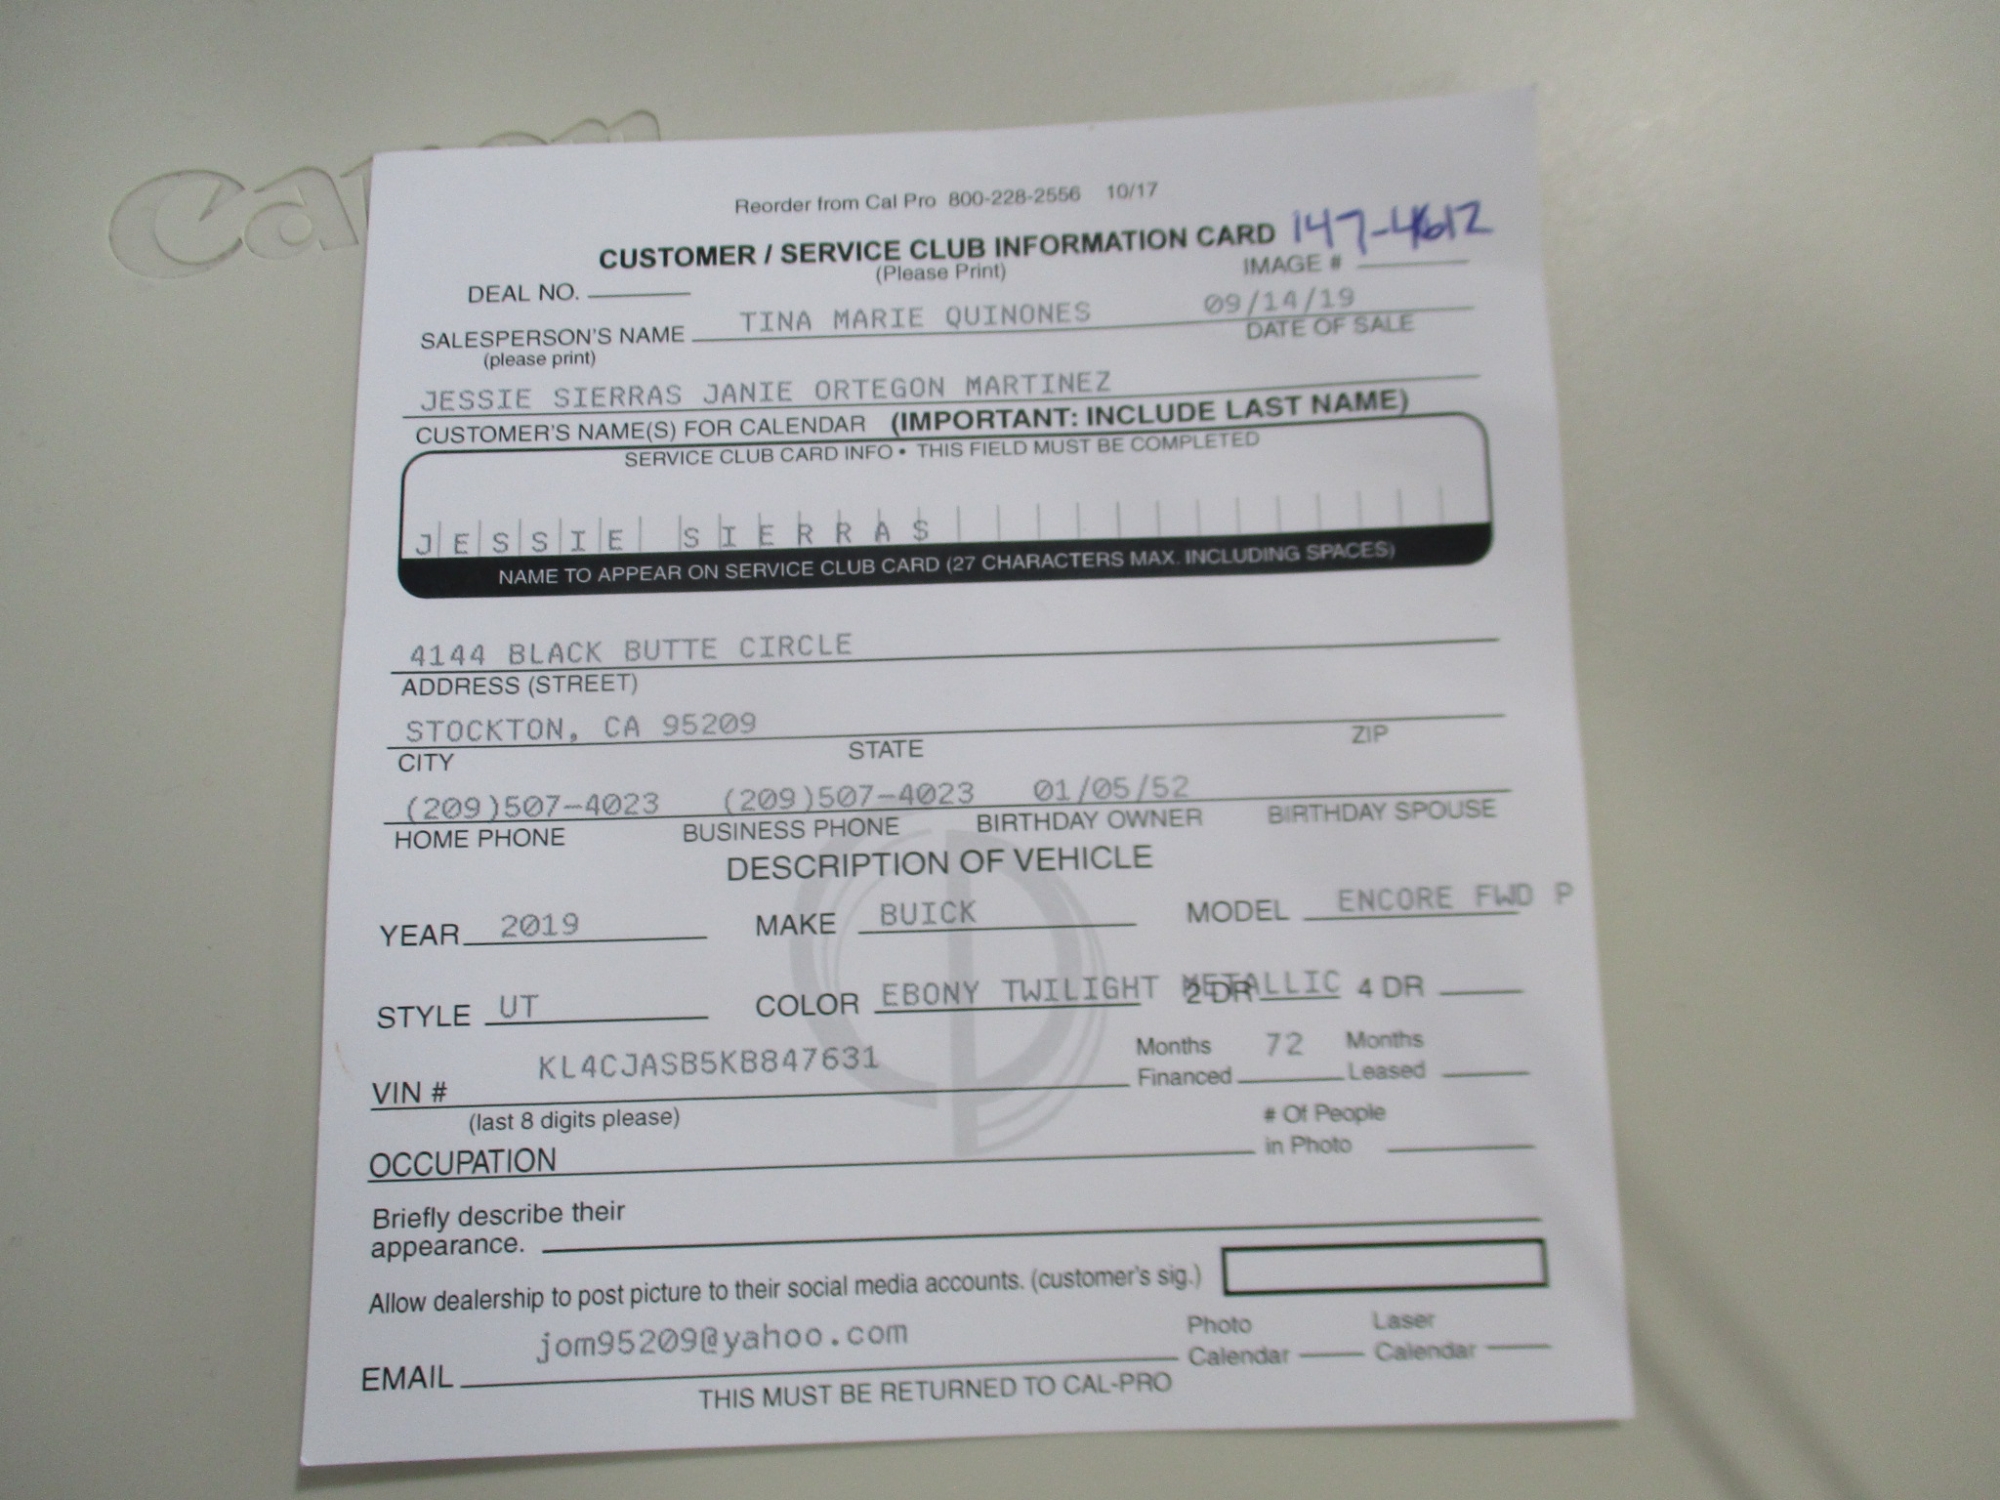 Reorder from Cal Pro 800-228-2556 10/17
CUSTOMER / SERVICE CLUB INFORMATION CARD 147-4612
(Please Print) IMAGE #
DEAL NO.
SALESPERSON'S NAME TINA MARIE QUINONES 09/14/19
(please print) DATE OF SALE
JESSIE SIERRAS JANIE ORTEGON MARTINEZ
CUSTOMER'S NAME(S) FOR CALENDAR (IMPORTANT: INCLUDE LAST NAME)
SERVICE CLUB CARD INFO • THIS FIELD MUST BE COMPLETED
JESSIE SIERRAS
NAME TO APPEAR ON SERVICE CLUB CARD (27 CHARACTERS MAX. INCLUDING SPACES)
4144 BLACK BUTTE CIRCLE
ADDRESS (STREET)
STOCKTON, CA 95209
CITY STATE ZIP
(209)507-4023 (209)507-4023 01/05/52
HOME PHONE BUSINESS PHONE BIRTHDAY OWNER BIRTHDAY SPOUSE
DESCRIPTION OF VEHICLE
YEAR 2019 MAKE BUICK MODEL ENCORE FWD P
STYLE UT COLOR EBONY TWILIGHT METALLIC 2 DR 4 DR
VIN # KL4CJASB5KB847631 Months Financed 72 Months Leased
(last 8 digits please)
OCCUPATION # Of People in Photo
Briefly describe their
appearance.
Allow dealership to post picture to their social media accounts. (customer's sig.)
EMAIL jom95209@yahoo.com Photo Calendar Laser Calendar
THIS MUST BE RETURNED TO CAL-PRO